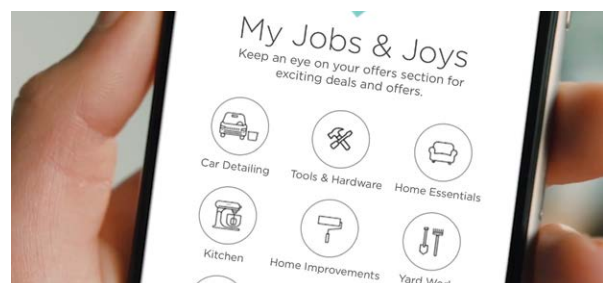 My Jobs & Joys
Keep an eye on your offers section for
exciting deals and offers.
Car Detailing
Tools & Hardware
Home Essentials
Kitchen
Home Improvements
Yard